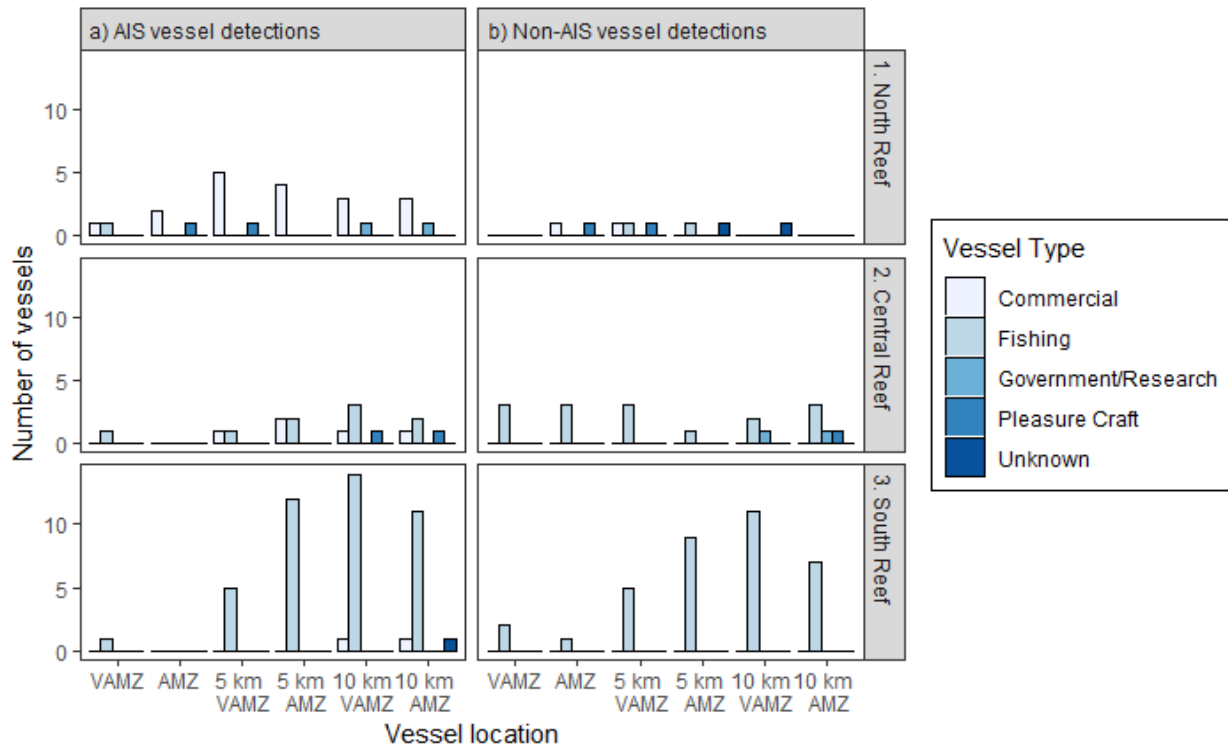 a) AIS vessel detections
b) Non-AIS vessel detections
1. North Reef
2. Central Reef
3. South Reef
Number of vessels
10
5
0
10
5
0
10
5
0
VAMZ
AMZ
5 km
VAMZ
5 km
AMZ
10 km
VAMZ
10 km
AMZ
VAMZ
AMZ
5 km
VAMZ
5 km
AMZ
10 km
VAMZ
10 km
AMZ
Vessel location
Vessel Type
Commercial
Fishing
Government/Research
Pleasure Craft
Unknown